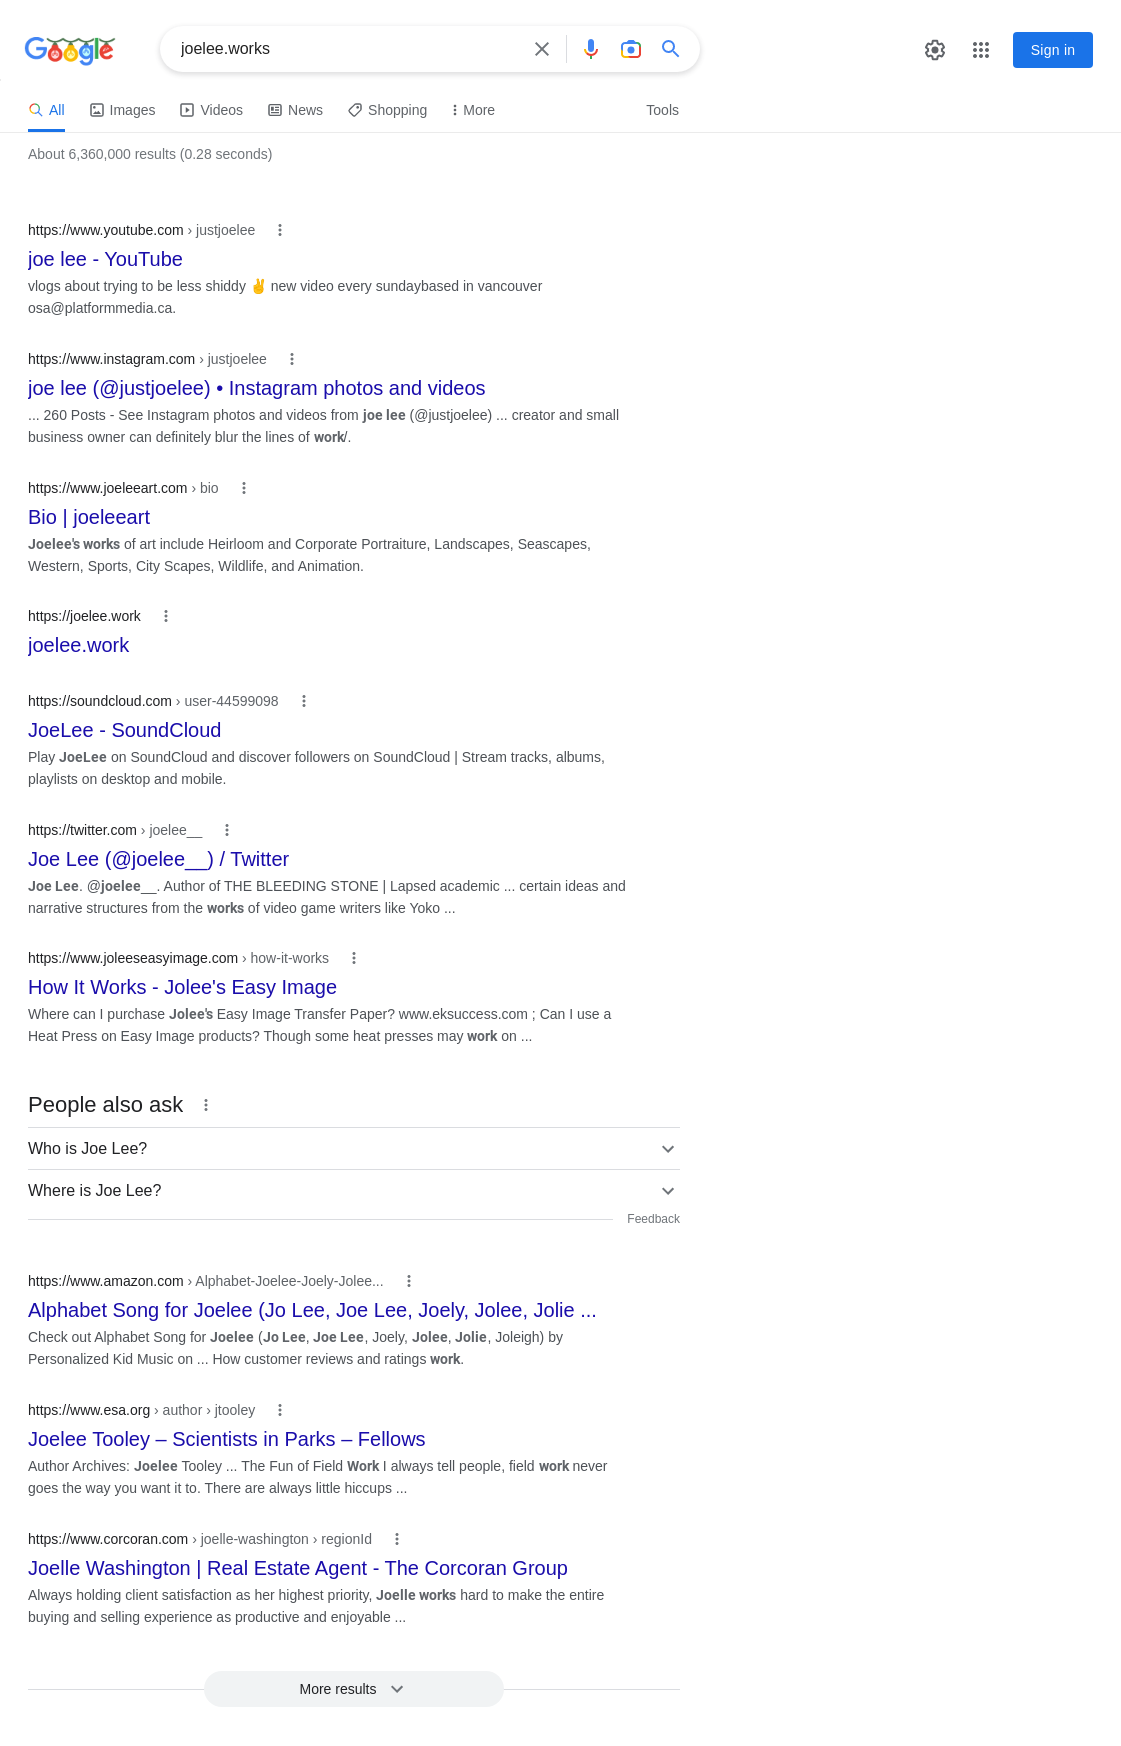 Google
joelee.works
Sign in
All Images Videos News Shopping More Tools
About 6,360,000 results (0.28 seconds)
https://www.youtube.com › justjoelee
joe lee - YouTube
vlogs about trying to be less shiddy ✌️ new video every sundaybased in vancouver
osa@platformmedia.ca.
https://www.instagram.com › justjoelee
joe lee (@justjoelee) • Instagram photos and videos
... 260 Posts - See Instagram photos and videos from joe lee (@justjoelee) ... creator and small
business owner can definitely blur the lines of work/.
https://www.joeleeart.com › bio
Bio | joeleeart
Joelee's works of art include Heirloom and Corporate Portraiture, Landscapes, Seascapes,
Western, Sports, City Scapes, Wildlife, and Animation.
https://joelee.work
joelee.work
https://soundcloud.com › user-44599098
JoeLee - SoundCloud
Play JoeLee on SoundCloud and discover followers on SoundCloud | Stream tracks, albums,
playlists on desktop and mobile.
https://twitter.com › joelee__
Joe Lee (@joelee__) / Twitter
Joe Lee. @joelee__. Author of THE BLEEDING STONE | Lapsed academic ... certain ideas and
narrative structures from the works of video game writers like Yoko ...
https://www.joleeseasyimage.com › how-it-works
How It Works - Jolee's Easy Image
Where can I purchase Jolee's Easy Image Transfer Paper? www.eksuccess.com ; Can I use a
Heat Press on Easy Image products? Though some heat presses may work on ...
People also ask
Who is Joe Lee?
Where is Joe Lee?
Feedback
https://www.amazon.com › Alphabet-Joelee-Joely-Jolee...
Alphabet Song for Joelee (Jo Lee, Joe Lee, Joely, Jolee, Jolie ...
Check out Alphabet Song for Joelee (Jo Lee, Joe Lee, Joely, Jolee, Jolie, Joleigh) by
Personalized Kid Music on ... How customer reviews and ratings work.
https://www.esa.org › author › jtooley
Joelee Tooley – Scientists in Parks – Fellows
Author Archives: Joelee Tooley ... The Fun of Field Work I always tell people, field work never
goes the way you want it to. There are always little hiccups ...
https://www.corcoran.com › joelle-washington › regionId
Joelle Washington | Real Estate Agent - The Corcoran Group
Always holding client satisfaction as her highest priority, Joelle works hard to make the entire
buying and selling experience as productive and enjoyable ...
More results